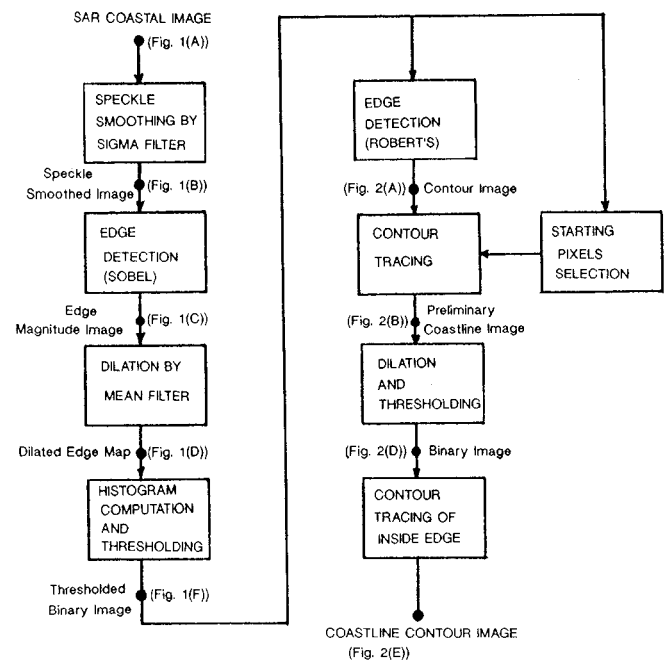 SAR COASTAL IMAGE
(Fig. 1(A))
SPECKLE
SMOOTHING BY
SIGMA FILTER
Speckle
Smoothed Image
(Fig. 1(B))
EDGE
DETECTION
(SOBEL)
Edge
Magnitude Image
(Fig. 1(C))
DILATION BY
MEAN FILTER
Dilated Edge Map
(Fig. 1(D))
HISTOGRAM
COMPUTATION
AND
THRESHOLDING
Thresholded
Binary Image
(Fig. 1(F))
EDGE
DETECTION
(ROBERT'S)
(Fig. 2(A))
Contour Image
CONTOUR
TRACING
STARTING
PIXELS
SELECTION
(Fig. 2(B))
Preliminary
Coastline Image
DILATION
AND
THRESHOLDING
(Fig. 2(D))
Binary Image
CONTOUR
TRACING OF
INSIDE EDGE
COASTLINE CONTOUR IMAGE
(Fig. 2(E))